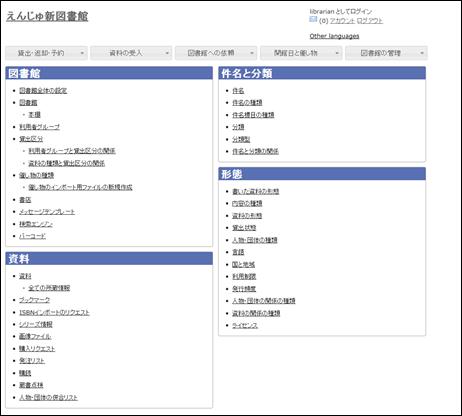 えんじゅ新図書館
librarian としてログイン
(0) アカウント ログアウト
Other languages
貸出・返却・予約
資料の受入
図書館への依頼
開館日と催し物
図書館の管理
図書館
図書館全体の設定
図書館
本棚
利用者グループ
貸出区分
利用者グループと貸出区分の関係
資料の種類と貸出区分の関係
催し物の種類
催し物のインポート用ファイルの新規作成
書店
メッセージテンプレート
検索エンジン
バーコード
資料
資料
全ての所蔵情報
ブックマーク
ISBNインポートのリクエスト
シリーズ情報
画像ファイル
購入リクエスト
発注リスト
購読
蔵書点検
人物・団体の併合リスト
件名と分類
件名
件名の種類
件名標目の種類
分類
分類型
件名と分類の関係
形態
書いた資料の形態
内容の種類
資料の形態
貸出状態
人物・団体の種類
言語
国と地域
利用制限
発行頻度
人物・団体の関係の種類
資料の関係の種類
ライセンス